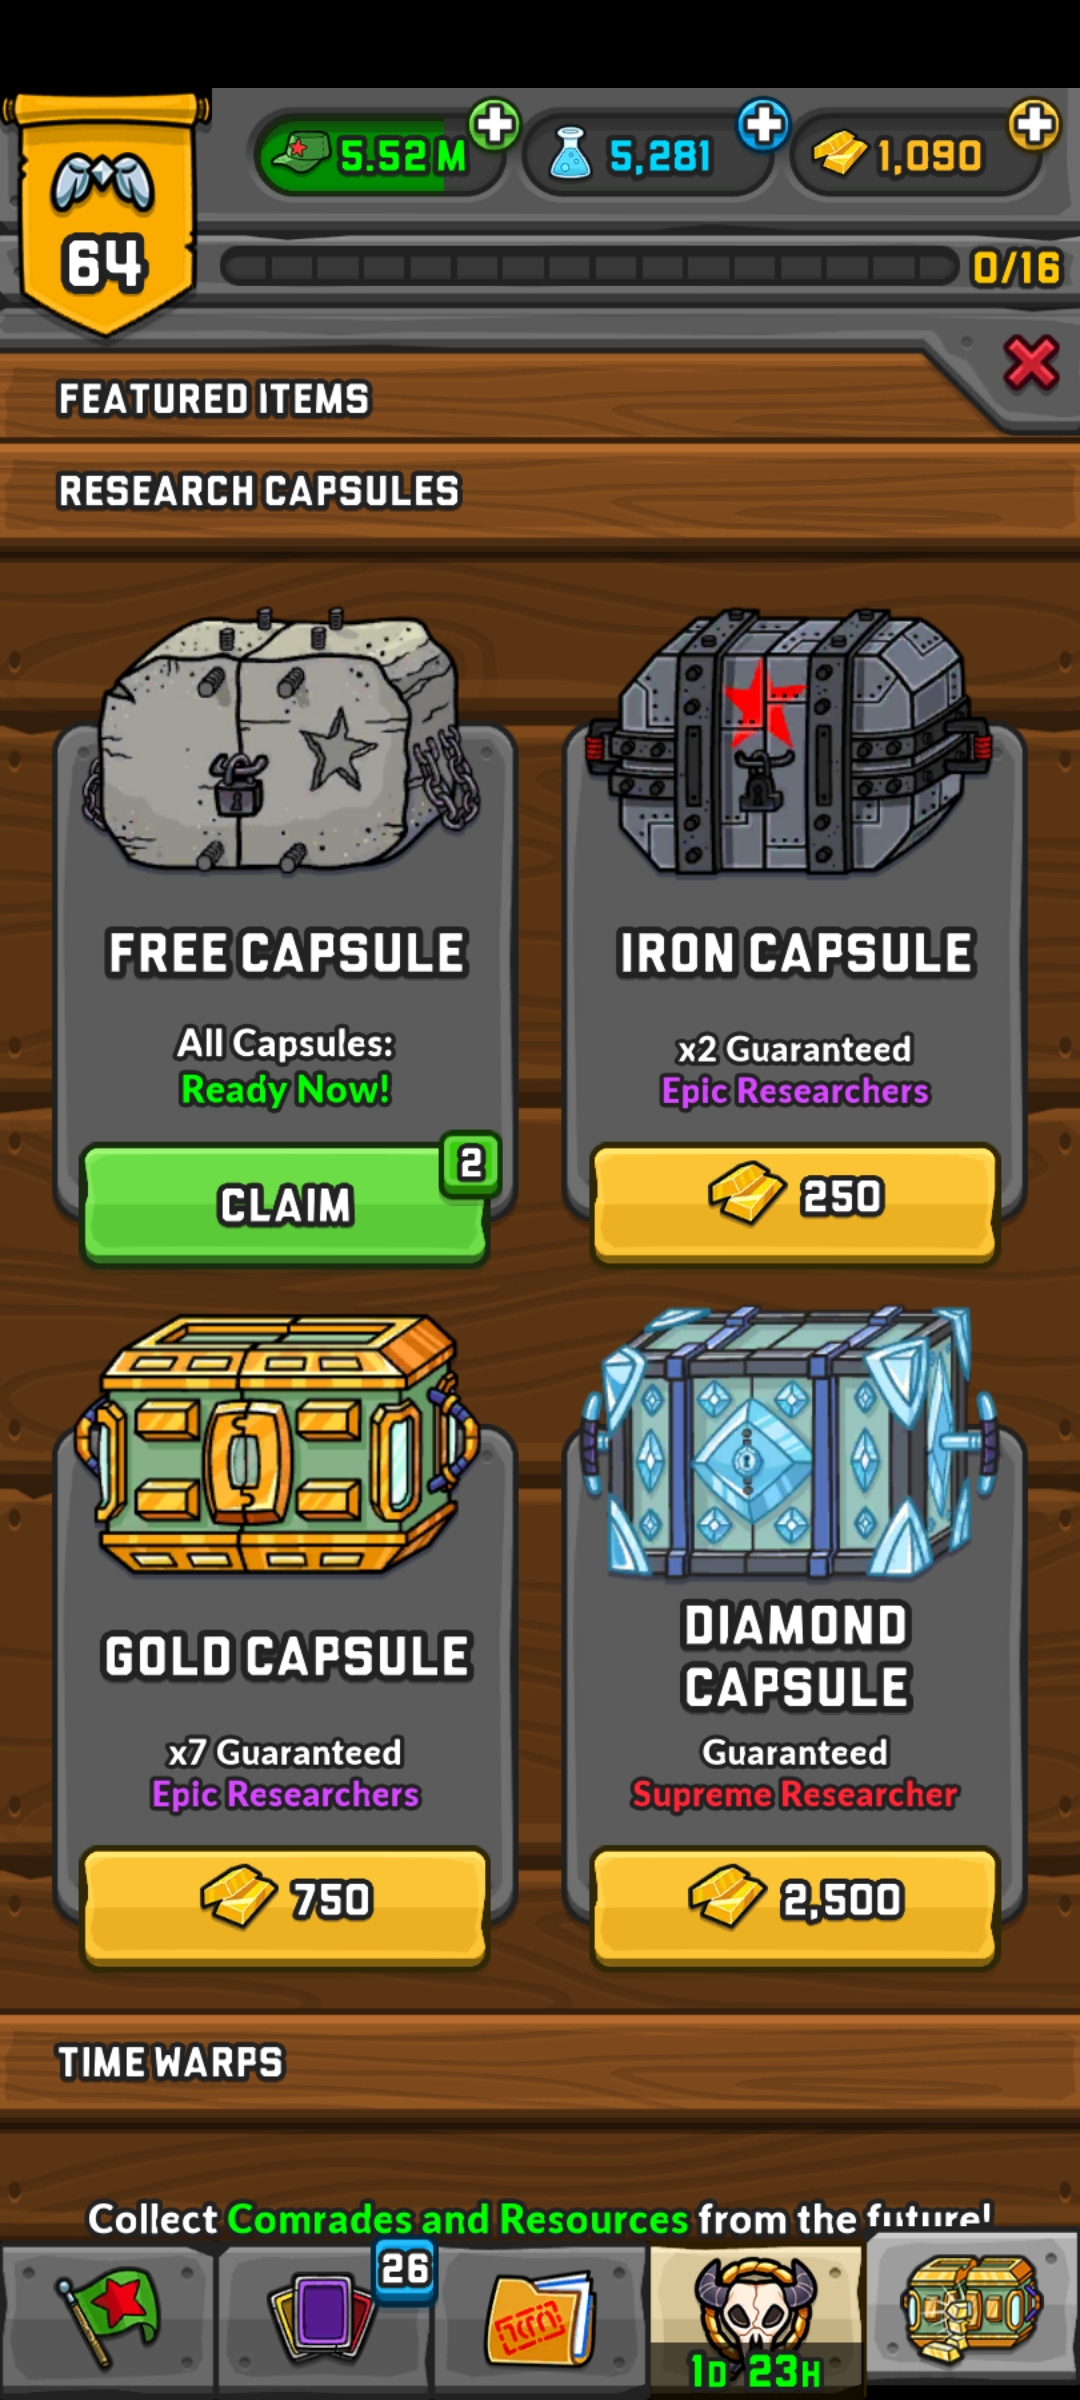 5.52 M
5,281
1,090
64
0/16
FEATURED ITEMS
RESEARCH CAPSULES
FREE CAPSULE
All Capsules:
Ready Now!
2
CLAIM
IRON CAPSULE
x2 Guaranteed
Epic Researchers
250
GOLD CAPSULE
x7 Guaranteed
Epic Researchers
750
DIAMOND
CAPSULE
Guaranteed
Supreme Researcher
2,500
TIME WARPS
Collect Comrades and Resources from the future!
26
1D 23H